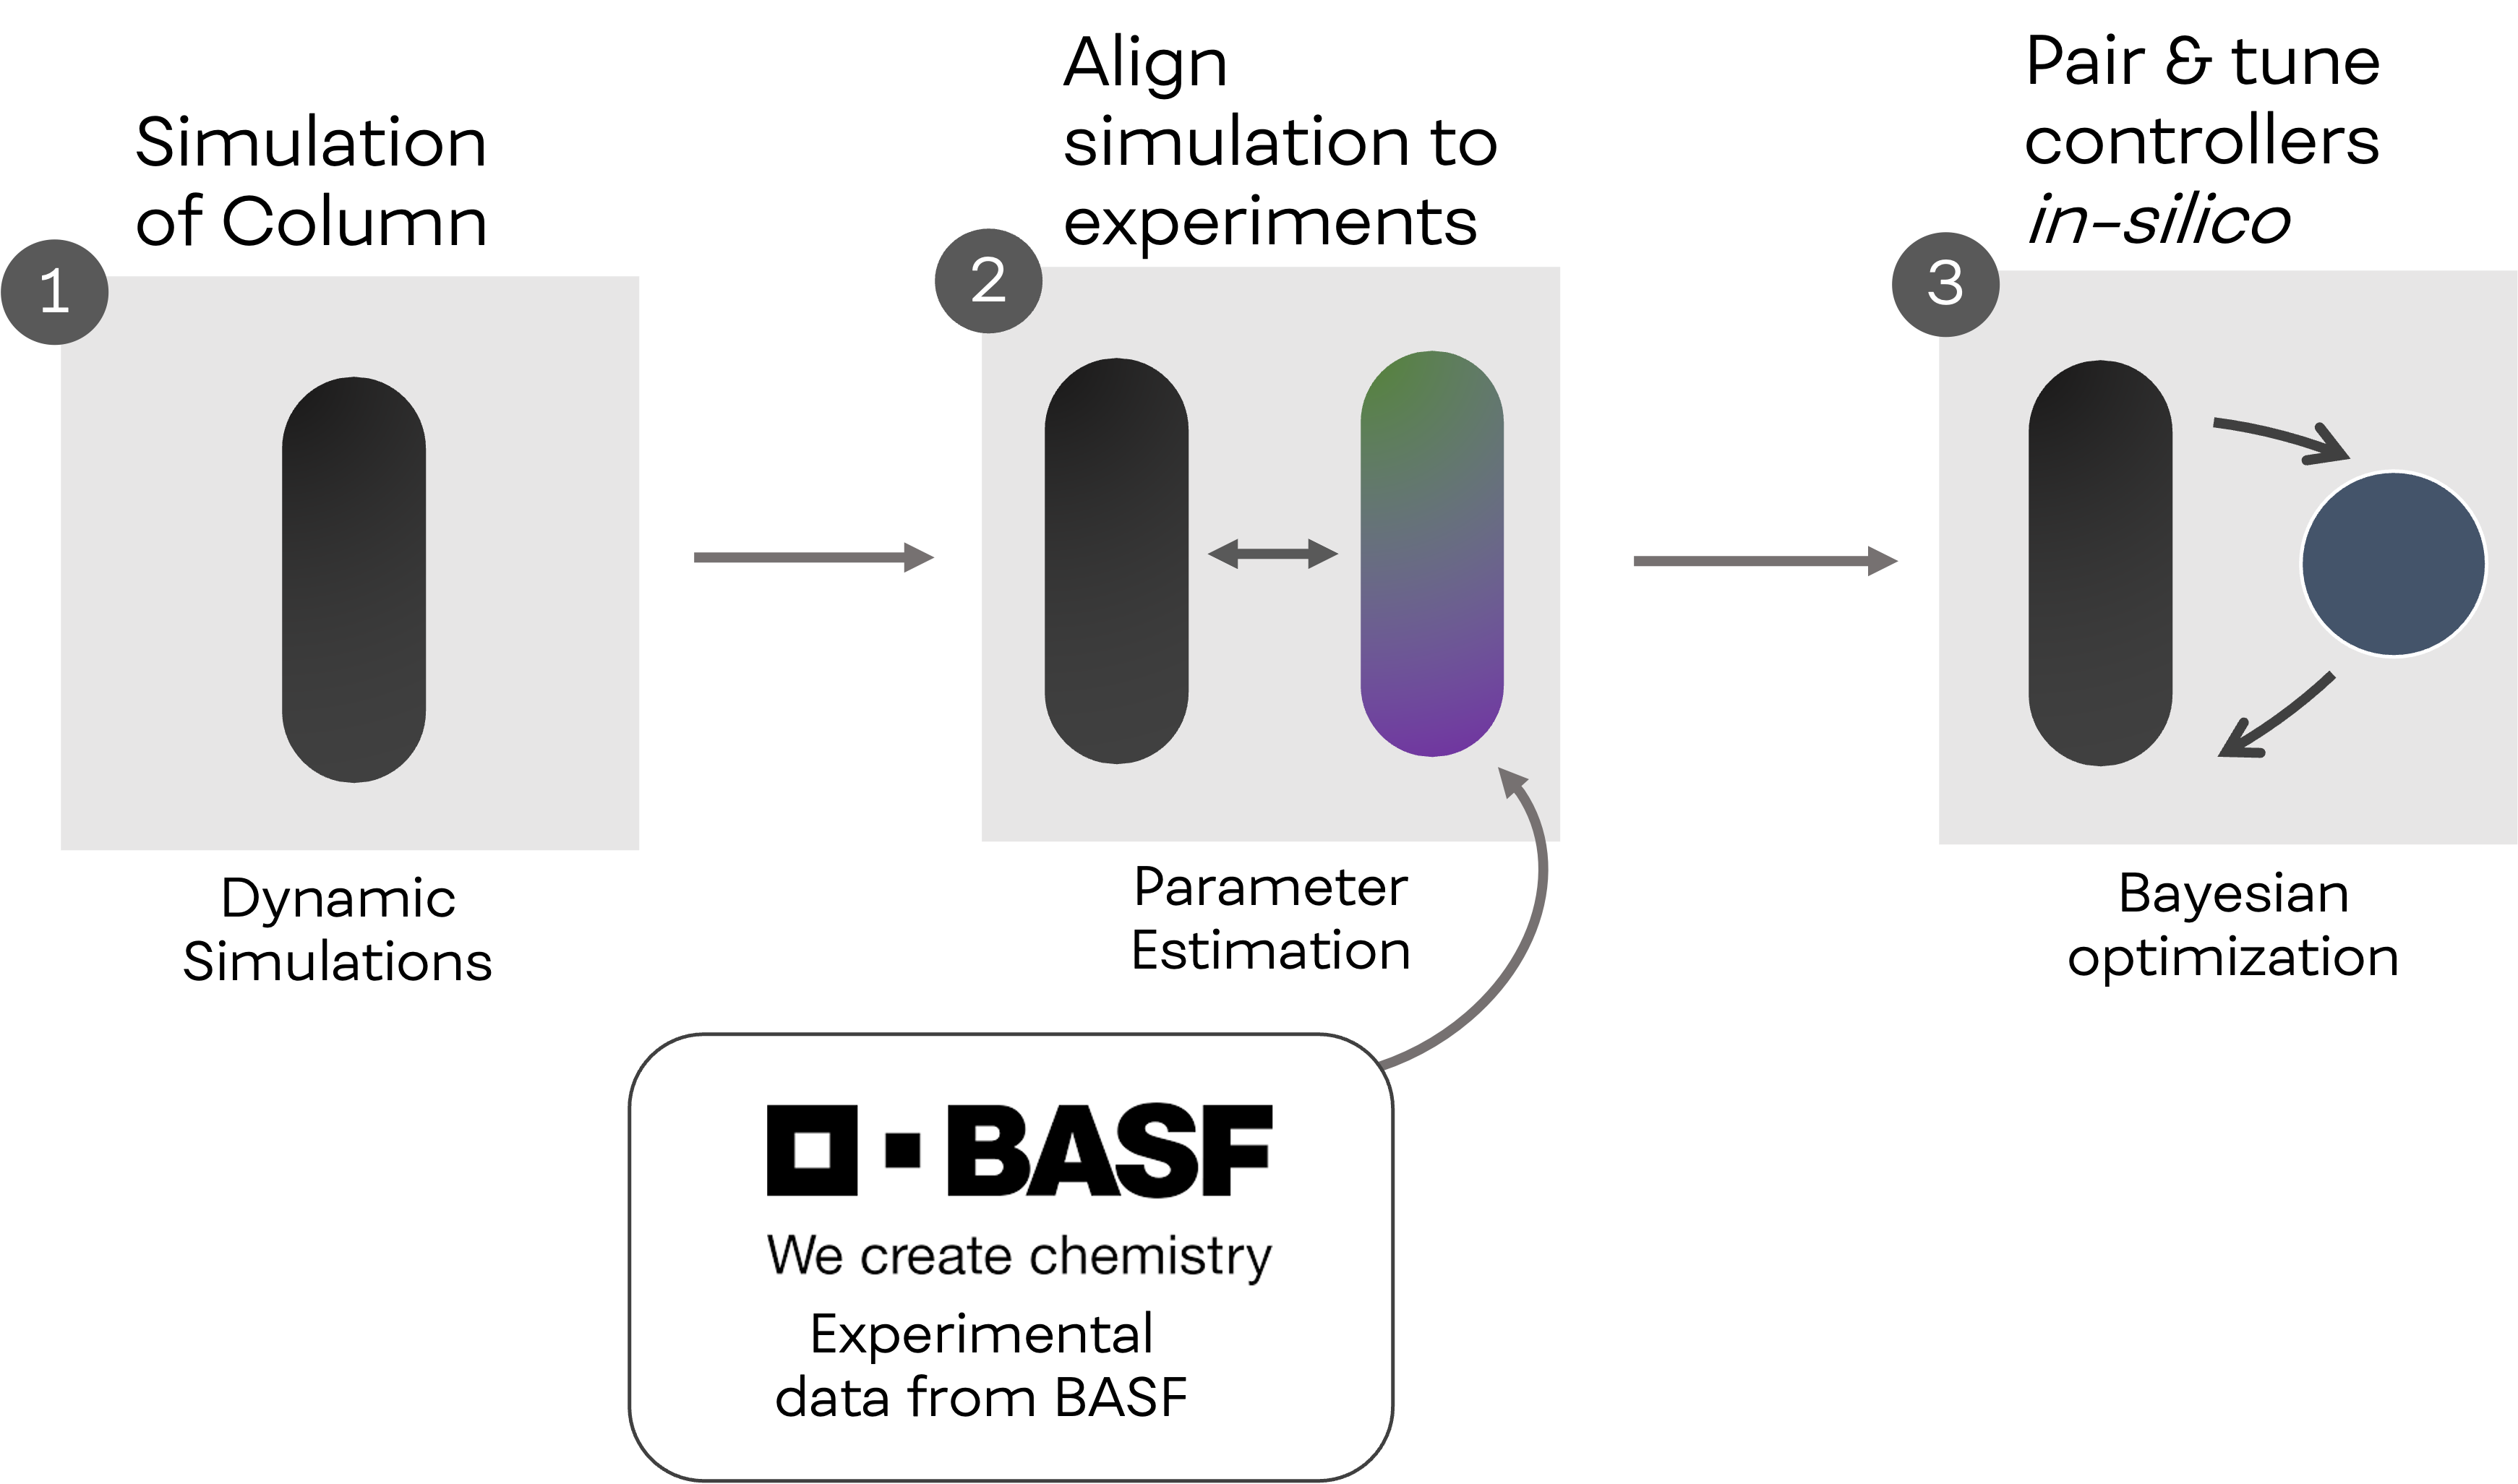 Simulation
of Column
1
Dynamic
Simulations
Align
simulation to
experiments
2
Parameter
Estimation
BASF
We create chemistry
Experimental
data from BASF
Pair & tune
controllers
in-silico
3
Bayesian
optimization